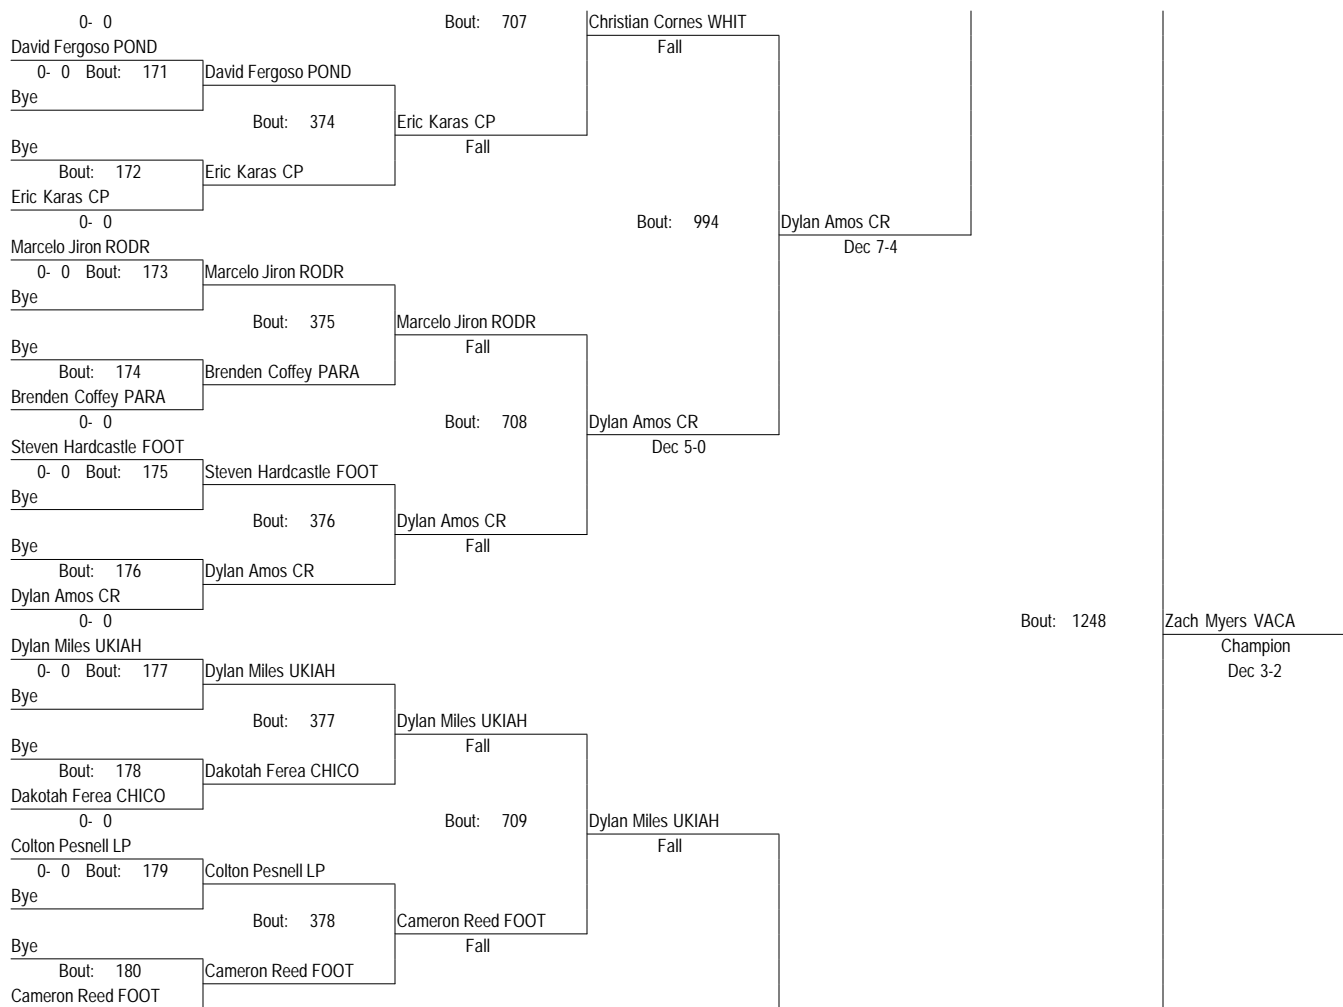 0- 0 Bout: 707 Christian Cornes WHIT
David Fergoso POND Fall
0- 0 Bout: 171 David Fergoso POND
Bye
Bout: 374 Eric Karas CP
Bye Fall
Bout: 172 Eric Karas CP
Eric Karas CP
0- 0 Bout: 994 Dylan Amos CR
Marcelo Jiron RODR Dec 7-4
0- 0 Bout: 173 Marcelo Jiron RODR
Bye
Bout: 375 Marcelo Jiron RODR
Bye Fall
Bout: 174 Brenden Coffey PARA
Brenden Coffey PARA
0- 0 Bout: 708 Dylan Amos CR
Steven Hardcastle FOOT Dec 5-0
0- 0 Bout: 175 Steven Hardcastle FOOT
Bye
Bout: 376 Dylan Amos CR
Bye Fall
Bout: 176 Dylan Amos CR
Dylan Amos CR
0- 0 Bout: 1248 Zach Myers VACA
Dylan Miles UKIAH Champion
0- 0 Bout: 177 Dylan Miles UKIAH Dec 3-2
Bye
Bout: 377 Dylan Miles UKIAH
Bye Fall
Bout: 178 Dakotah Ferea CHICO
Dakotah Ferea CHICO
0- 0 Bout: 709 Dylan Miles UKIAH
Colton Pesnell LP Fall
0- 0 Bout: 179 Colton Pesnell LP
Bye
Bout: 378 Cameron Reed FOOT
Bye Fall
Bout: 180 Cameron Reed FOOT
Cameron Reed FOOT